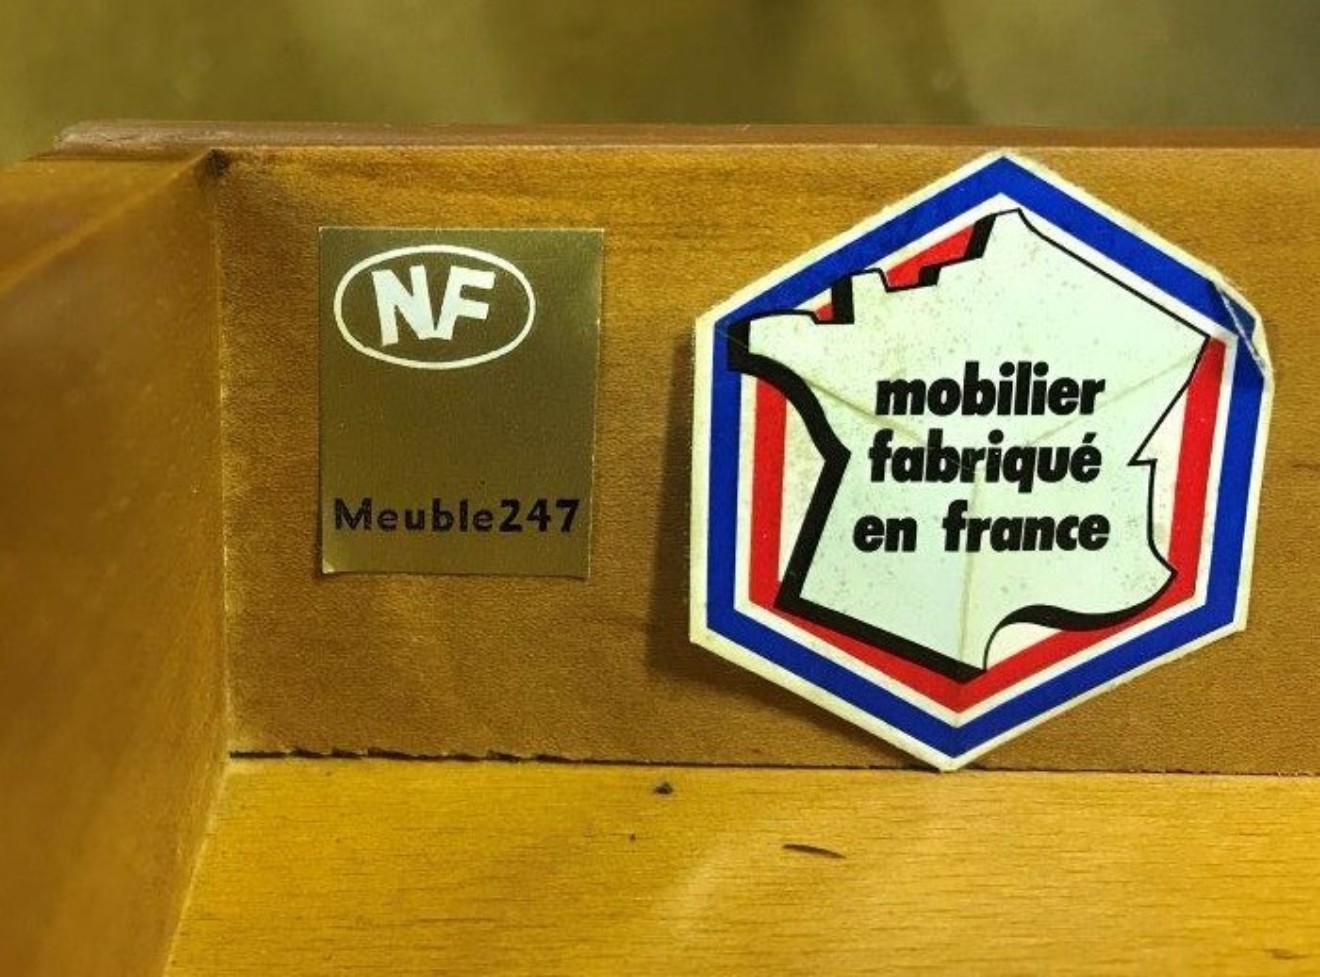 NF
Meuble247
mobilier
fabriqué
en france